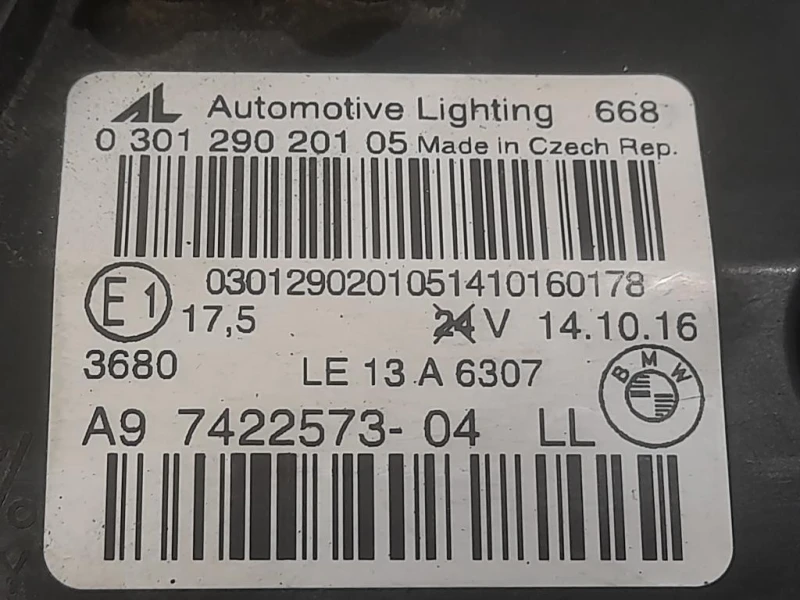 AL Automotive Lighting 668
0 301 290 201 05 Made in Czech Rep.
0301290201051410160178
E1 17,5 24 V 14.10.16
3680 LE 13 A 6307
BMW
A9 7422573-04 LL